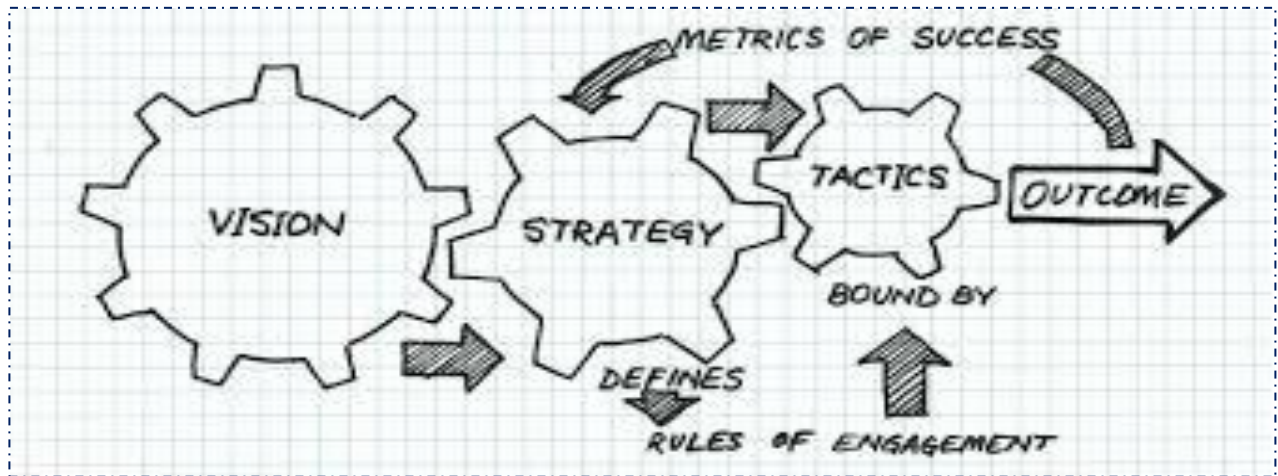 METRICS OF SUCCESS
VISION
STRATEGY
TACTICS
OUTCOME
BOUND BY
DEFINES
RULES OF ENGAGEMENT